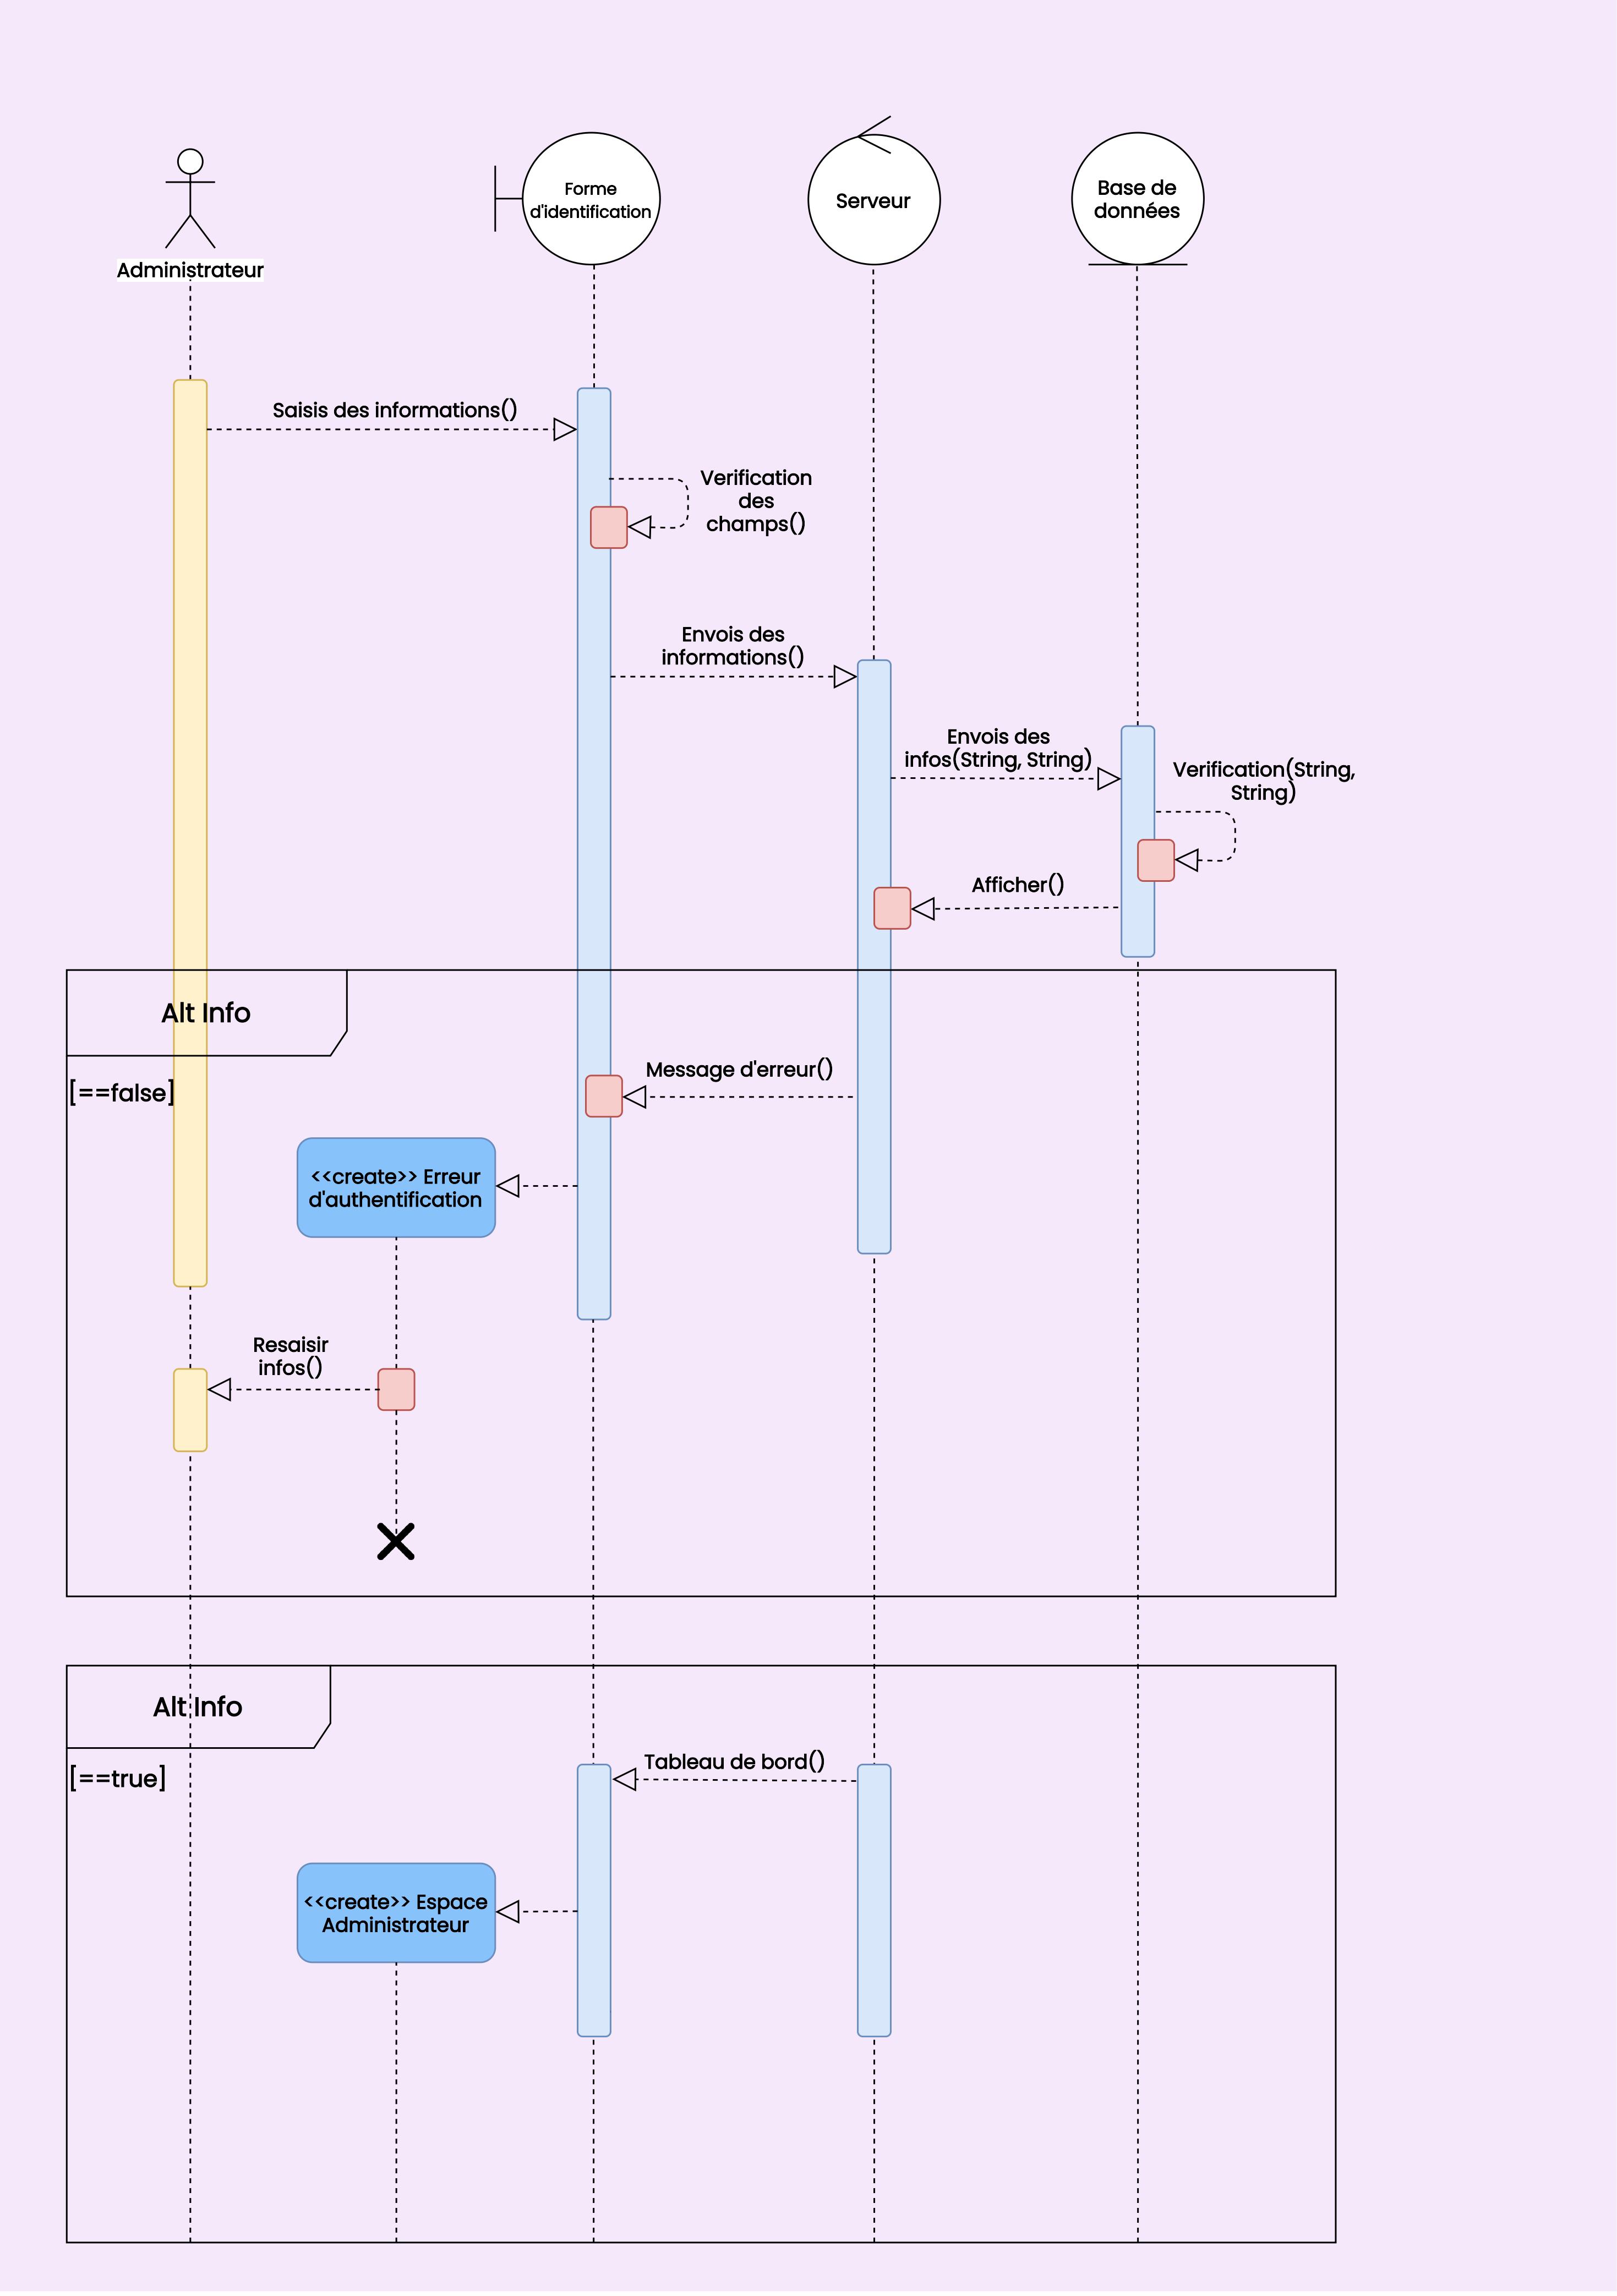 Administrateur
Forme
d'identification
Serveur
Base de
données
Saisis des informations()
Verification
des
champs()
Envois des
informations()
Envois des
infos(String, String)
Verification(String,
String)
Afficher()
Alt Info
[==false]
Message d'erreur()
<<create>> Erreur
d'authentification
Resaisir
infos()
Alt Info
[==true]
Tableau de bord()
<<create>> Espace
Administrateur